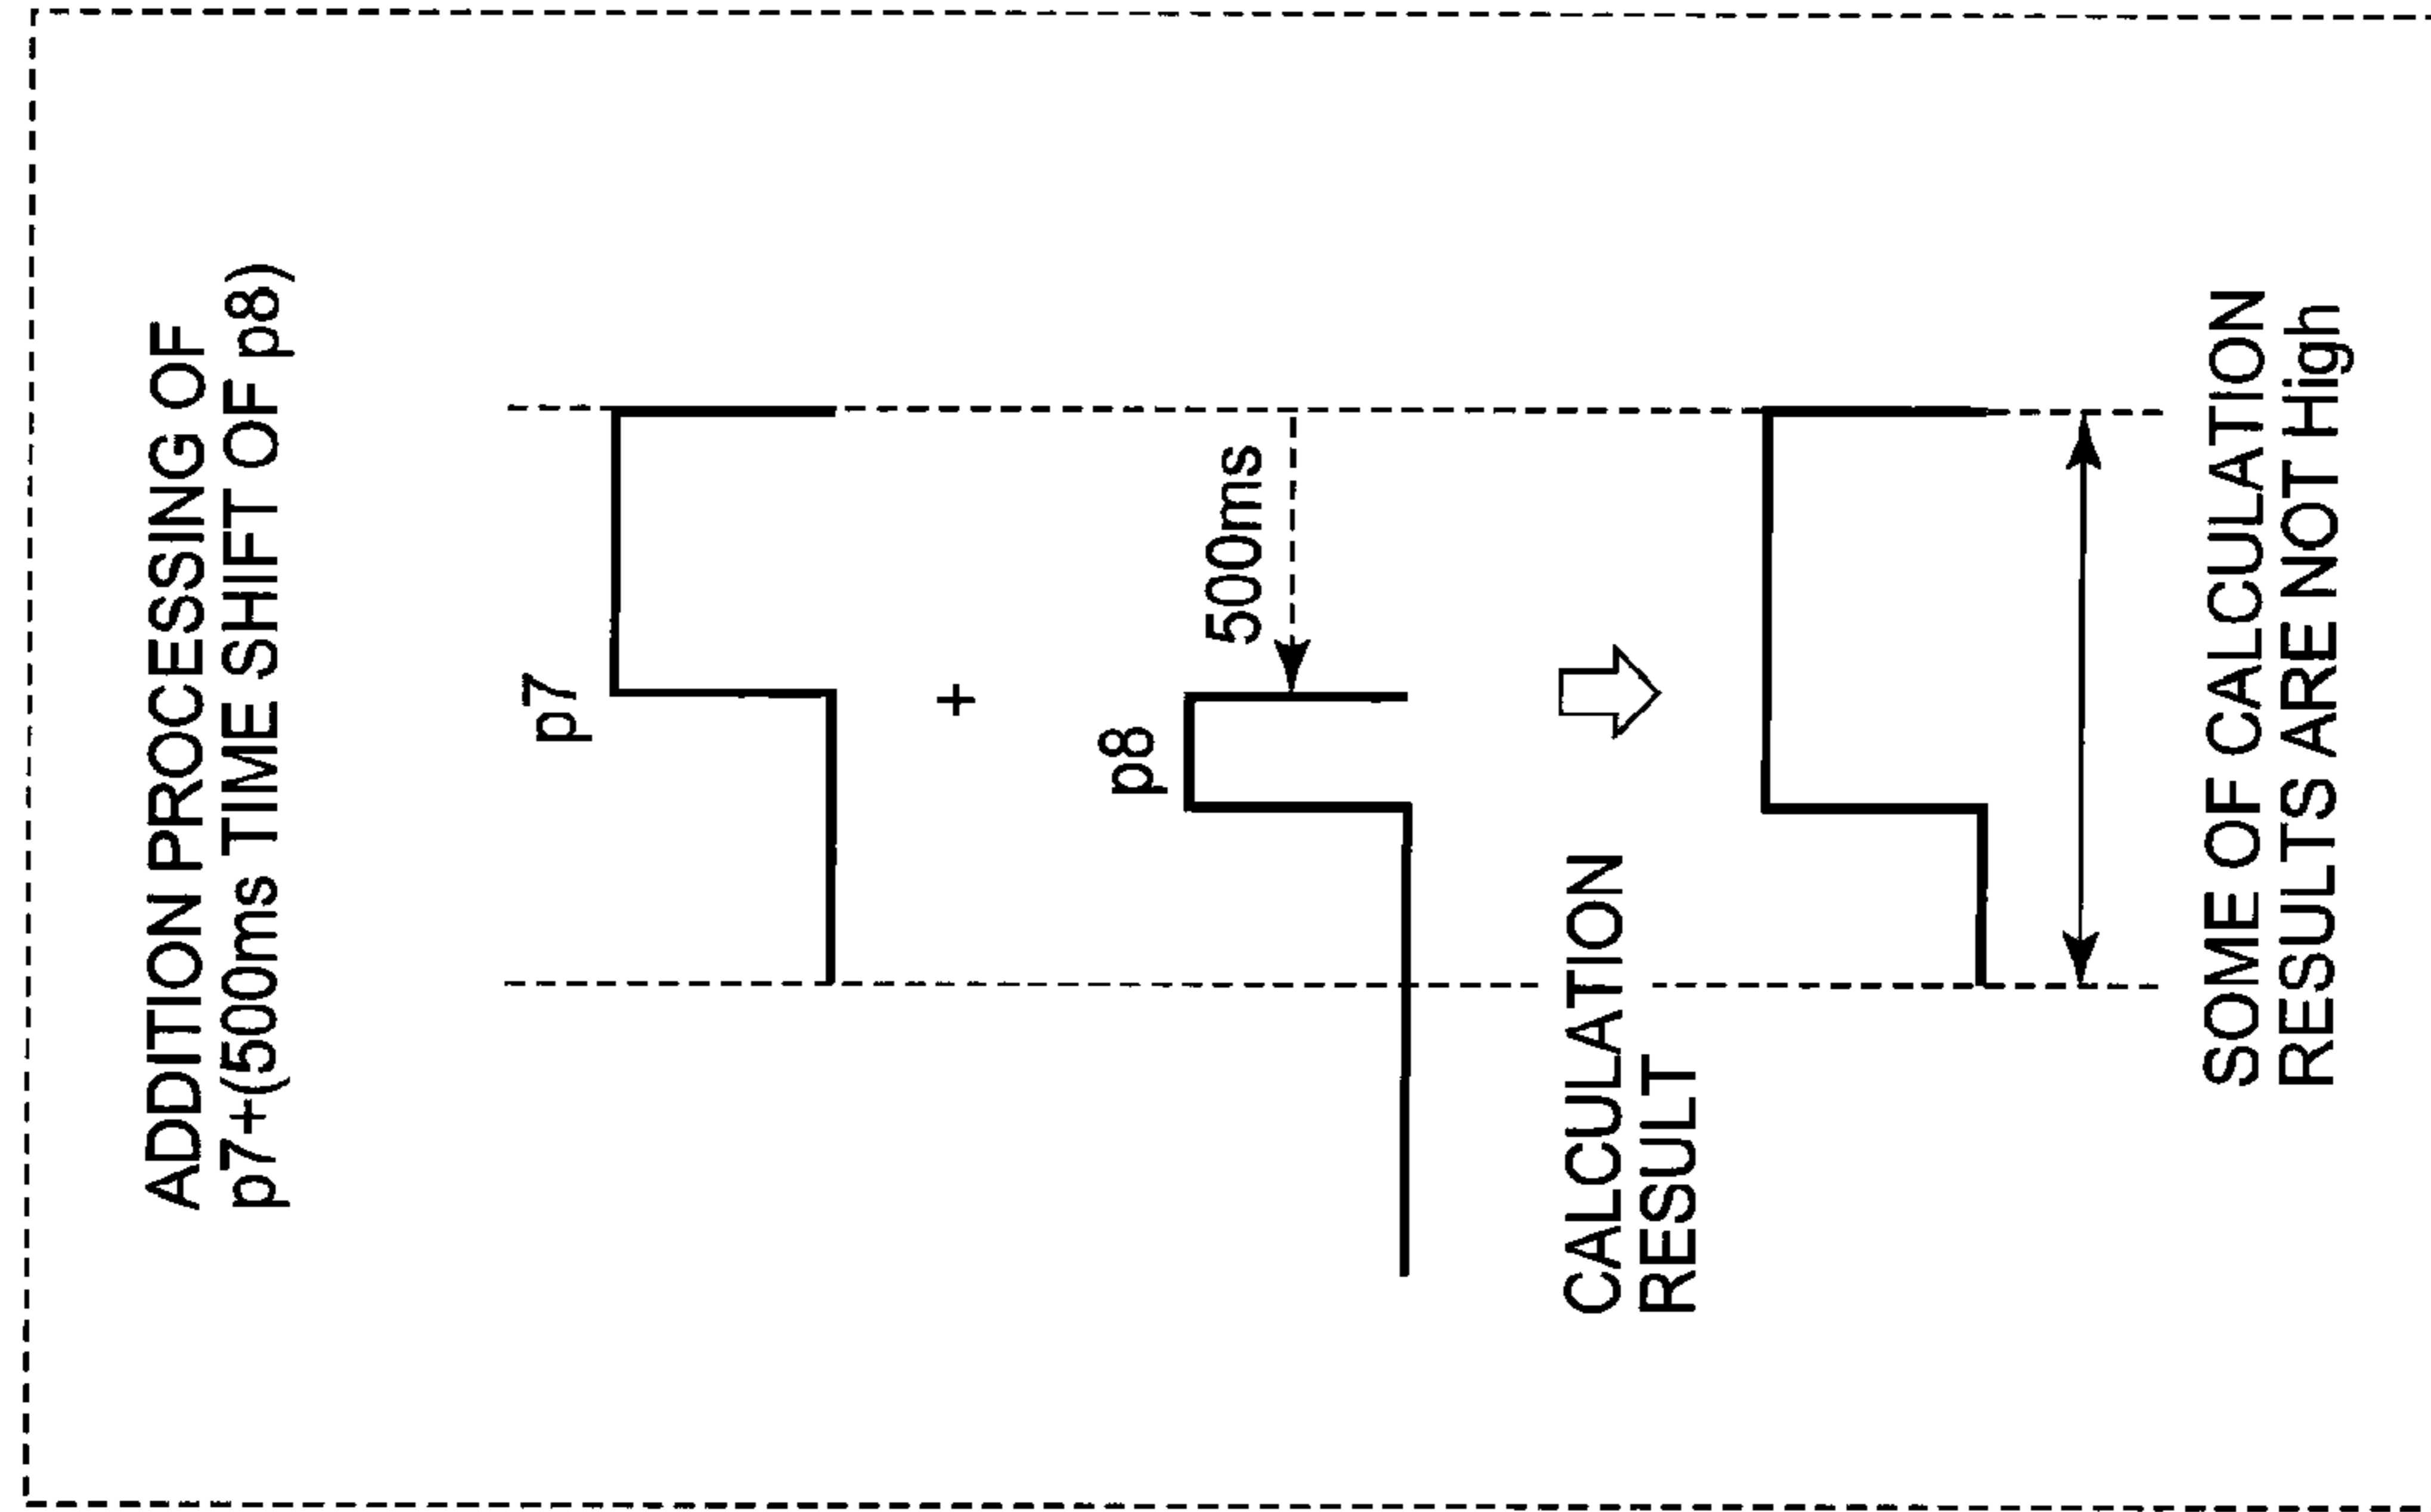 ADDITION PROCESSING OF
p7+(500ms TIME SHIFT OF p8)
p7
+
p8
500ms
CALCULATION
RESULT
SOME OF CALCULATION
RESULTS ARE NOT High